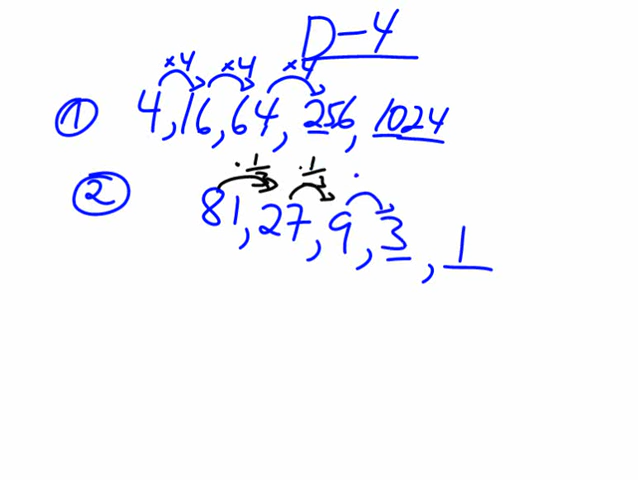 D-4
×4 ×4 ×4
① 4, 16, 64, 256, 1024
· 1/3 · 1/3 ·
② 81, 27, 9, 3, 1